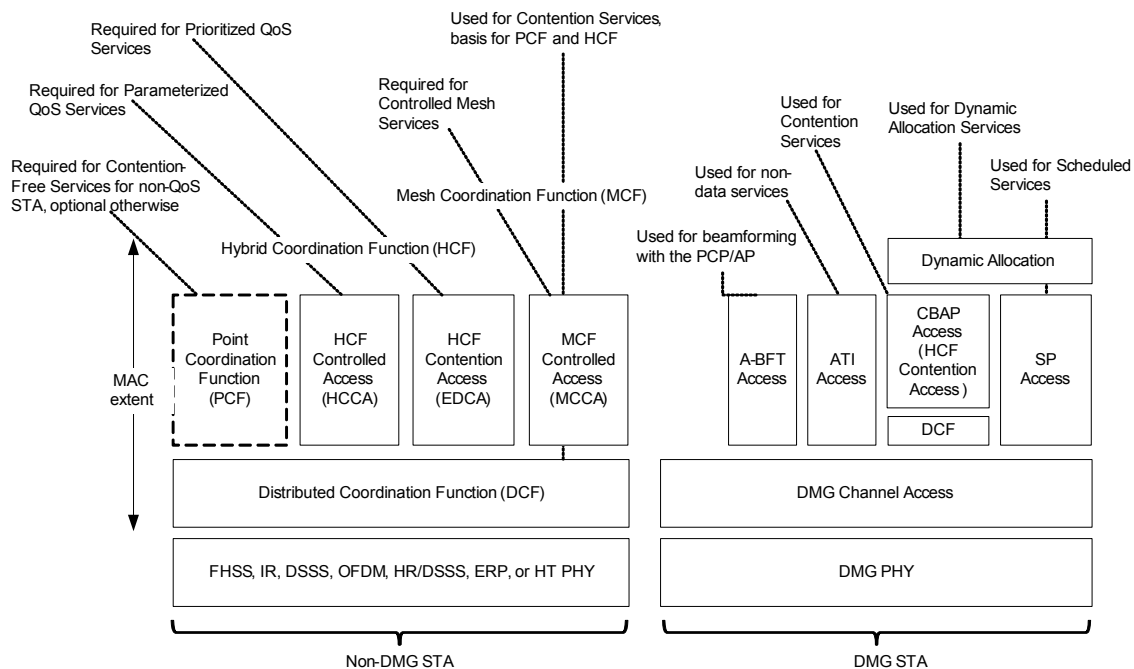 Required for Prioritized QoS
Services
Used for Contention Services,
basis for PCF and HCF
Required for Parameterized
QoS Services
Required for
Controlled Mesh
Services
Used for
Contention
Services
Used for Dynamic
Allocation Services
Required for Contention-
Free Services for non-QoS
STA, optional otherwise
Used for non-
data services
Used for Scheduled
Services
Mesh Coordination Function (MCF)
Hybrid Coordination Function (HCF)
Used for beamforming
with the PCP/AP
Dynamic Allocation
MAC
extent
Point
Coordination
Function
(PCF)
HCF
Controlled
Access
(HCCA)
HCF
Contention
Access
(EDCA)
MCF
Controlled
Access
(MCCA)
A-BFT
Access
ATI
Access
CBAP
Access
(HCF
Contention
Access )
DCF
SP
Access
Distributed Coordination Function (DCF)
DMG Channel Access
FHSS, IR, DSSS, OFDM, HR/DSSS, ERP, or HT PHY
DMG PHY
Non-DMG STA
DMG STA